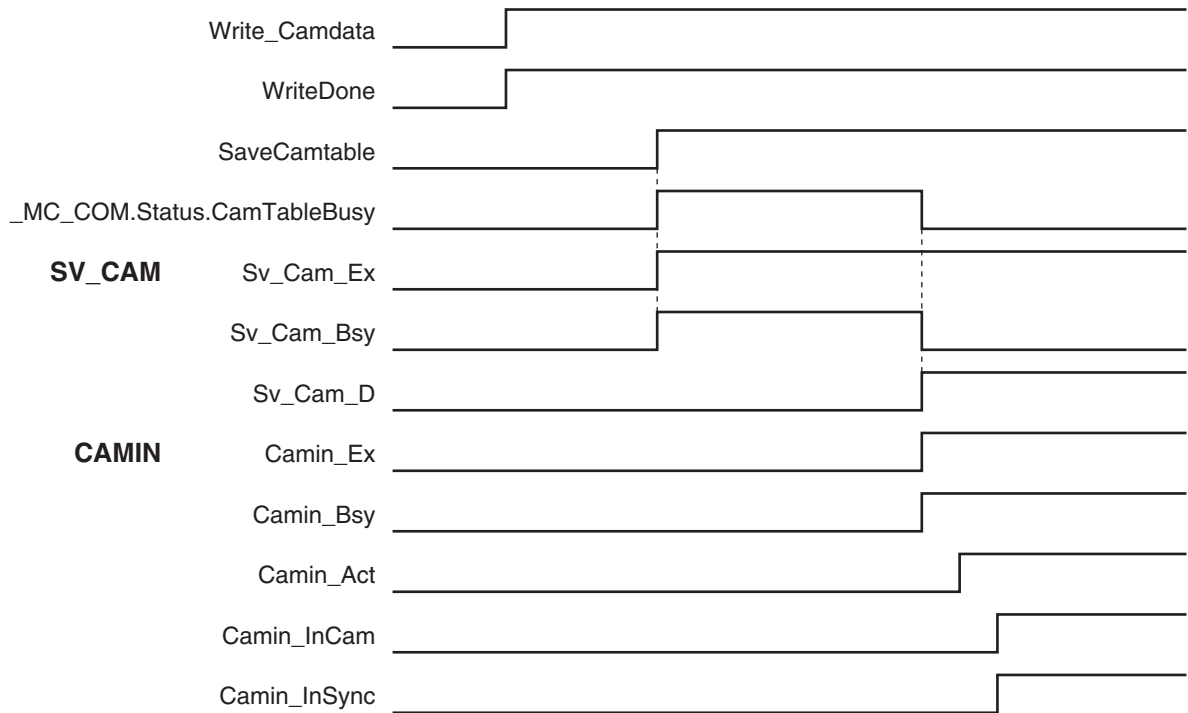 Write_Camdata
WriteDone
SaveCamtable
_MC_COM.Status.CamTableBusy
SV_CAM Sv_Cam_Ex
Sv_Cam_Bsy
Sv_Cam_D
CAMIN Camin_Ex
Camin_Bsy
Camin_Act
Camin_InCam
Camin_InSync